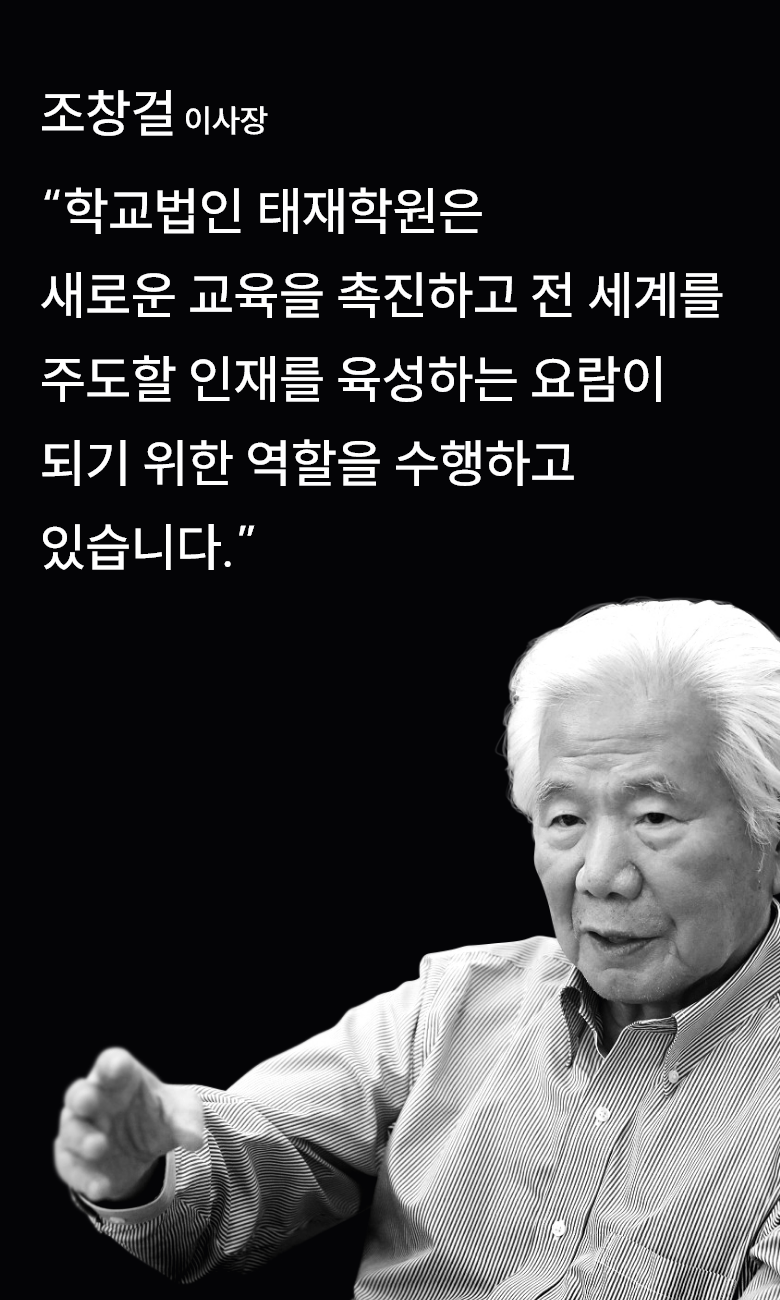 조창걸 이사장
“학교법인 태재학원은
새로운 교육을 촉진하고 전 세계를
주도할 인재를 육성하는 요람이
되기 위한 역할을 수행하고
있습니다.”